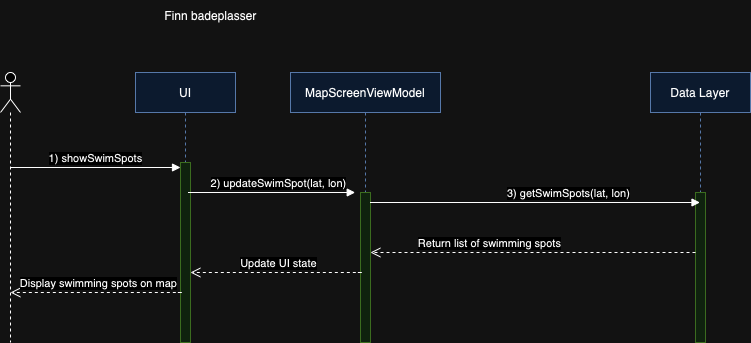 Finn badeplasser
UI
MapScreenViewModel
Data Layer
1) showSwimSpots
2) updateSwimSpot(lat, lon)
3) getSwimSpots(lat, lon)
Return list of swimming spots
Update UI state
Display swimming spots on map